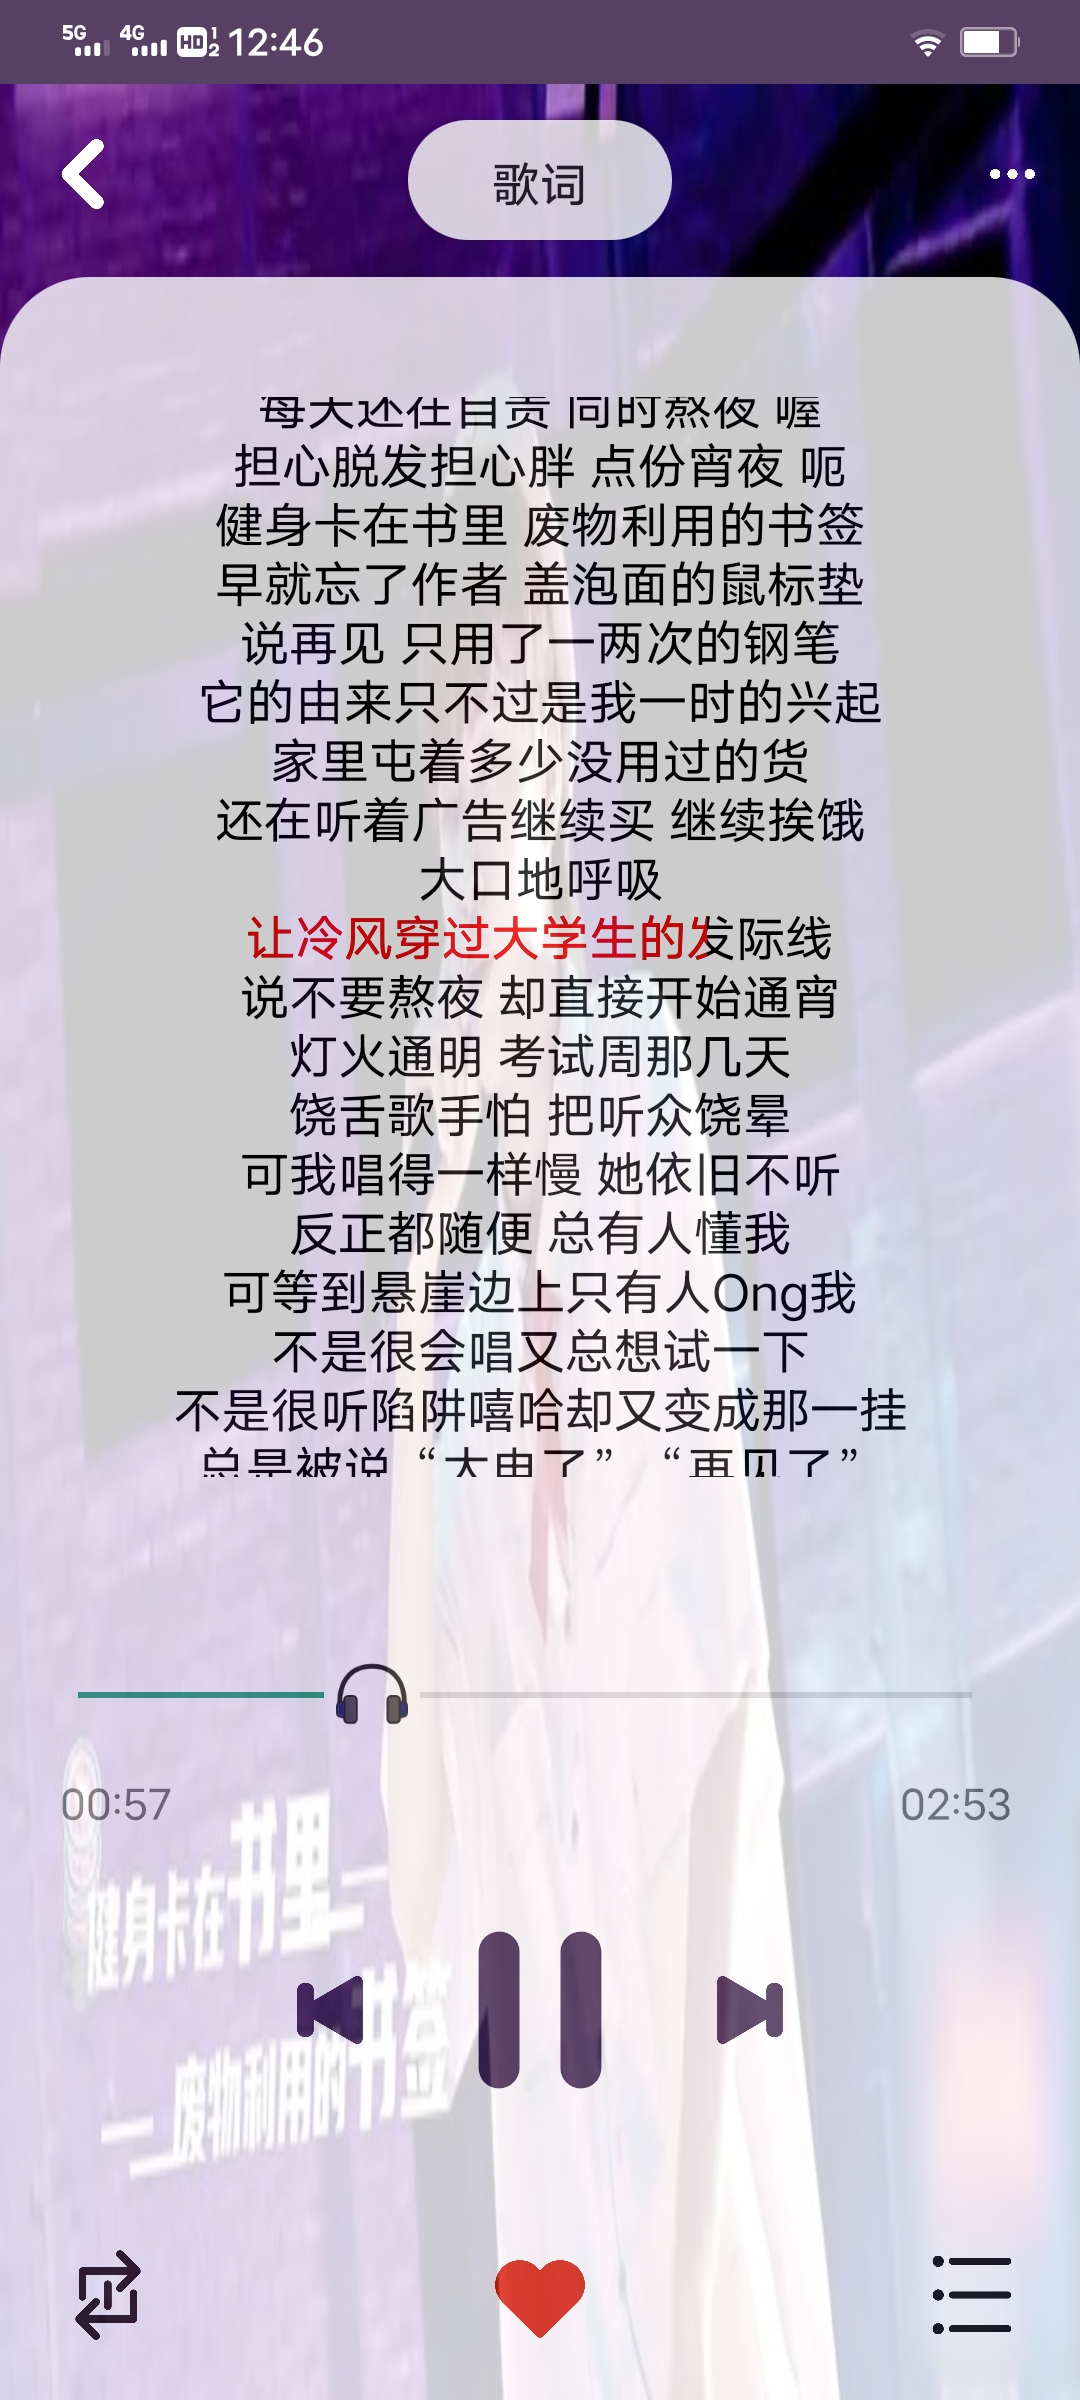 5G 4G HD 1 2 12:46
歌词
每天还在自责 同时熬夜 喔
担心脱发担心胖 点份宵夜 呃
健身卡在书里 废物利用的书签
早就忘了作者 盖泡面的鼠标垫
说再见 只用了一两次的钢笔
它的由来只不过是我一时的兴起
家里屯着多少没用过的货
还在听着广告继续买 继续挨饿
大口地呼吸
让冷风穿过大学生的发际线
说不要熬夜 却直接开始通宵
灯火通明 考试周那几天
饶舌歌手怕 把听众饶晕
可我唱得一样慢 她依旧不听
反正都随便 总有人懂我
可等到悬崖边上只有人Ong我
不是很会唱又总想试一下
不是很听陷阱嘻哈却又变成那一挂
总是被说 “太电了” “再见了”
00:57
02:53
健身卡在书里
废物利用的书签